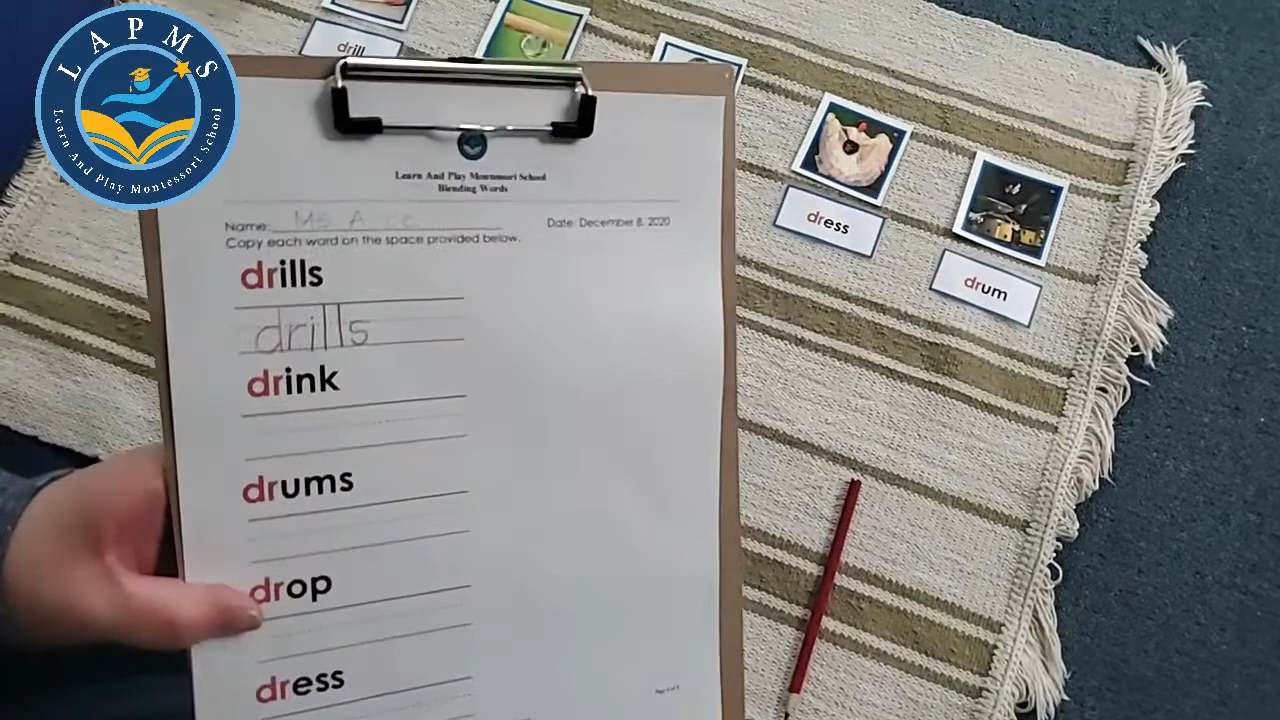 LAPMS
Learn And Play Montessori School
drill
dress
drum
Learn And Play Montessori School
Blending Words
Name: Ms. A
Date: December 8, 2020
Copy each word on the space provided below.
drills
drills
drink
drums
drop
dress